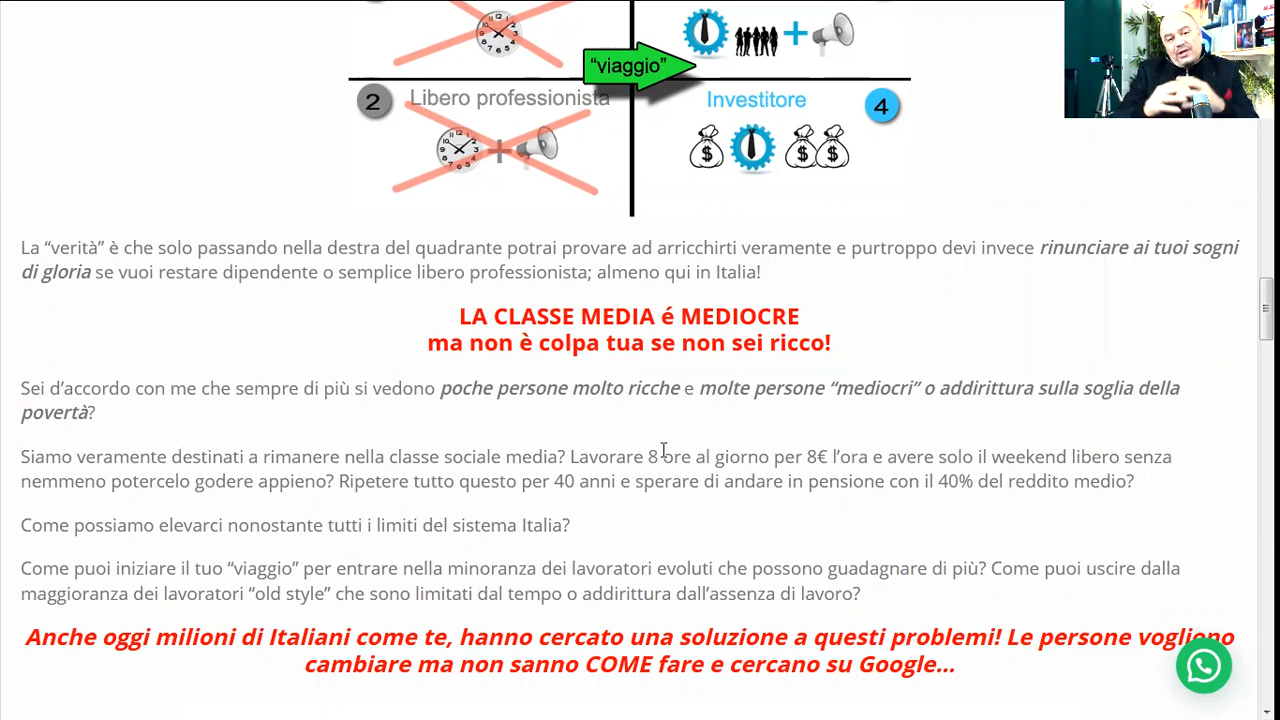 “viaggio”
2 Libero professionista
Investitore 4
La “verità” è che solo passando nella destra del quadrante potrai provare ad arricchirti veramente e purtroppo devi invece rinunciare ai tuoi sogni
di gloria se vuoi restare dipendente o semplice libero professionista; almeno qui in Italia!
LA CLASSE MEDIA é MEDIOCRE
ma non è colpa tua se non sei ricco!
Sei d’accordo con me che sempre di più si vedono poche persone molto ricche e molte persone “mediocri” o addirittura sulla soglia della
povertà?
Siamo veramente destinati a rimanere nella classe sociale media? Lavorare 8 ore al giorno per 8€ l’ora e avere solo il weekend libero senza
nemmeno potercelo godere appieno? Ripetere tutto questo per 40 anni e sperare di andare in pensione con il 40% del reddito medio?
Come possiamo elevarci nonostante tutti i limiti del sistema Italia?
Come puoi iniziare il tuo “viaggio” per entrare nella minoranza dei lavoratori evoluti che possono guadagnare di più? Come puoi uscire dalla
maggioranza dei lavoratori “old style” che sono limitati dal tempo o addirittura dall’assenza di lavoro?
Anche oggi milioni di Italiani come te, hanno cercato una soluzione a questi problemi! Le persone vogliono
cambiare ma non sanno COME fare e cercano su Google...